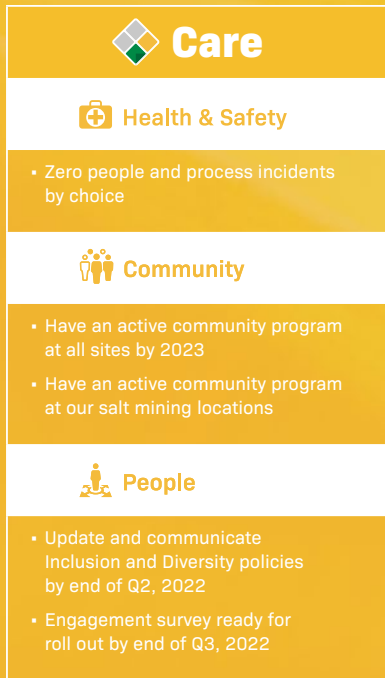 Care
Health & Safety
▪ Zero people and process incidents
by choice
Community
▪ Have an active community program
at all sites by 2023
▪ Have an active community program
at our salt mining locations
People
▪ Update and communicate
Inclusion and Diversity policies
by end of Q2, 2022
▪ Engagement survey ready for
roll out by end of Q3, 2022